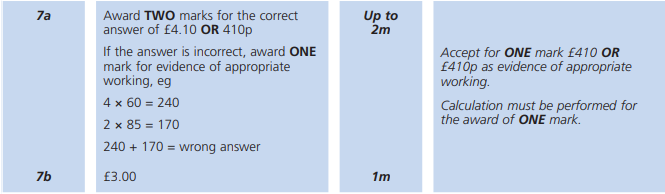 7a
Award TWO marks for the correct
answer of £4.10 OR 410p
If the answer is incorrect, award ONE
mark for evidence of appropriate
working, eg
4 × 60 = 240
2 × 85 = 170
240 + 170 = wrong answer
Up to
2m
Accept for ONE mark £410 OR
£410p as evidence of appropriate
working.
Calculation must be performed for
the award of ONE mark.
7b
£3.00
1m